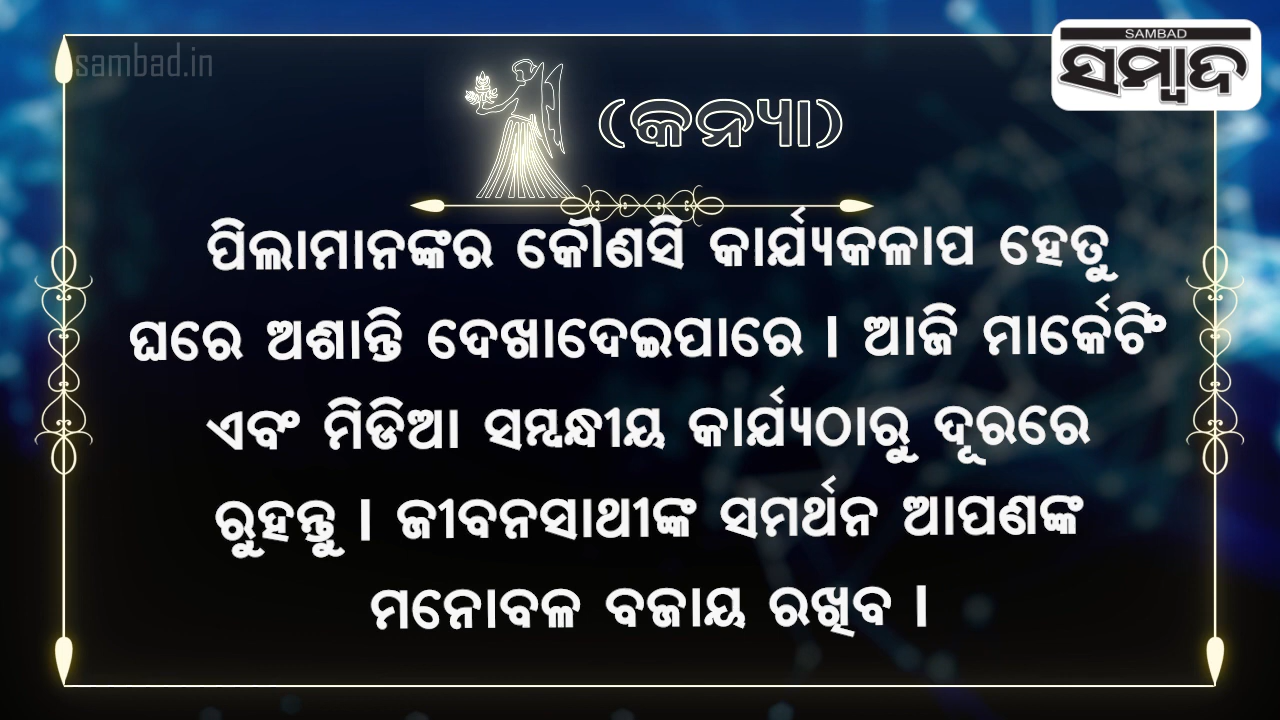 sambad.in
SAMBAD
ସମ୍ବାଦ
(କନ୍ୟା)
ପିଲାମାନଙ୍କର କୌଣସି କାର୍ଯ୍ୟକଳାପ ହେତୁ
ଘରେ ଅଶାନ୍ତି ଦେଖାଦେଇପାରେ । ଆଜି ମାର୍କେଟିଂ
ଏବଂ ମିଡିଆ ସମ୍ବନ୍ଧୀୟ କାର୍ଯ୍ୟଠାରୁ ଦୂରରେ
ରୁହନ୍ତୁ । ଜୀବନସାଥୀଙ୍କ ସମର୍ଥନ ଆପଣଙ୍କ
ମନୋବଳ ବଜାୟ ରଖିବ ।